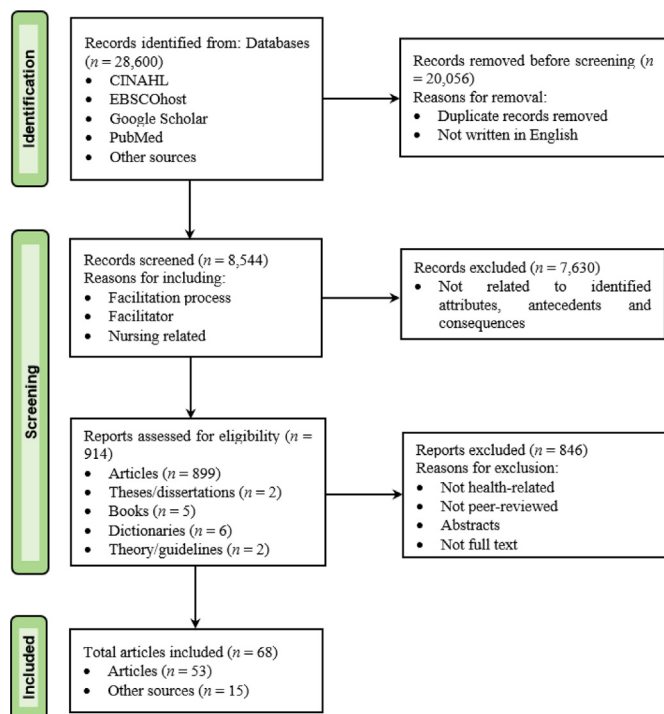 Identification
Records identified from: Databases
(n = 28,600)
• CINAHL
• EBSCOhost
• Google Scholar
• PubMed
• Other sources
Records removed before screening (n
= 20,056)
Reasons for removal:
• Duplicate records removed
• Not written in English
Screening
Records screened (n = 8,544)
Reasons for including:
• Facilitation process
• Facilitator
• Nursing related
Records excluded (n = 7,630)
• Not related to identified
attributes, antecedents and
consequences
Reports assessed for eligibility (n =
914)
• Articles (n = 899)
• Theses/dissertations (n = 2)
• Books (n = 5)
• Dictionaries (n = 6)
• Theory/guidelines (n = 2)
Reports excluded (n = 846)
Reasons for exclusion:
• Not health-related
• Not peer-reviewed
• Abstracts
• Not full text
Included
Total articles included (n = 68)
• Articles (n = 53)
• Other sources (n = 15)